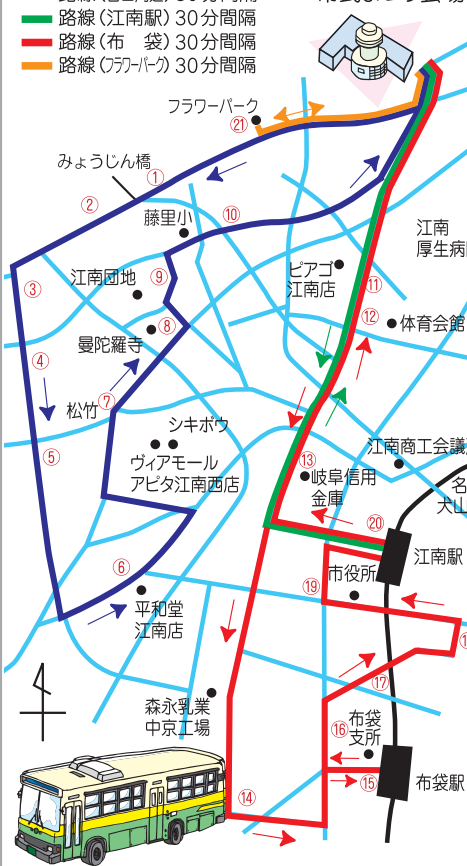 路線(江南駅)30分間隔
路線(布　袋)30分間隔
路線(フラワーパーク)30分間隔
フラワーパーク
㉑
みょうじん橋
①
②
藤里小
⑩
江南
厚生病
③
江南団地
⑨
ピアゴ
江南店
⑪
⑧
曼陀羅寺
⑫
体育会館
④
⑦
松竹
シキボウ
⑤
ヴィアモール
アピタ江南西店
⑬
岐阜信用
金庫
江南商工会議
名
犬山
⑳
江南駅
⑥
市役所
⑲
平和堂
江南店
⑰
森永乳業
中京工場
⑯
布袋
支所
⑮
布袋駅
⑭